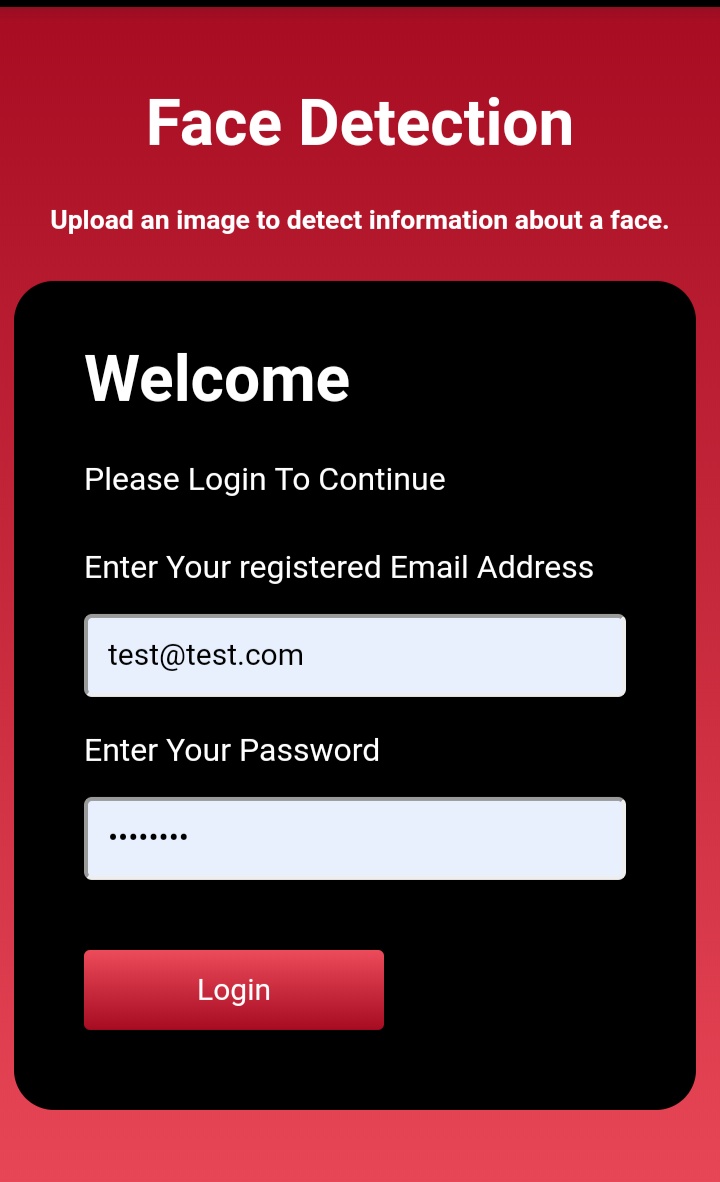 Face Detection
Upload an image to detect information about a face.
Welcome
Please Login To Continue
Enter Your registered Email Address
test@test.com
Enter Your Password
••••••••
Login